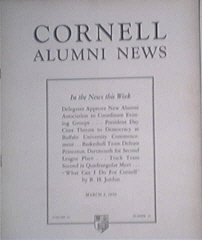 CORNELL
ALUMNI NEWS
In the News this Week
Delegates Approve New Alumni
Association to Coordinate Exist-
ing Groups . . . President Day
Cites Threats to Democracy at
Buffalo University Commence-
ment . . . Basketball Team Defeats
Princeton, Dartmouth for Second
League Place . . . Track Team
Second in Quadrangular Meet . . .
"What Can I Do For Cornell"
by R. H. Jordan
MARCH